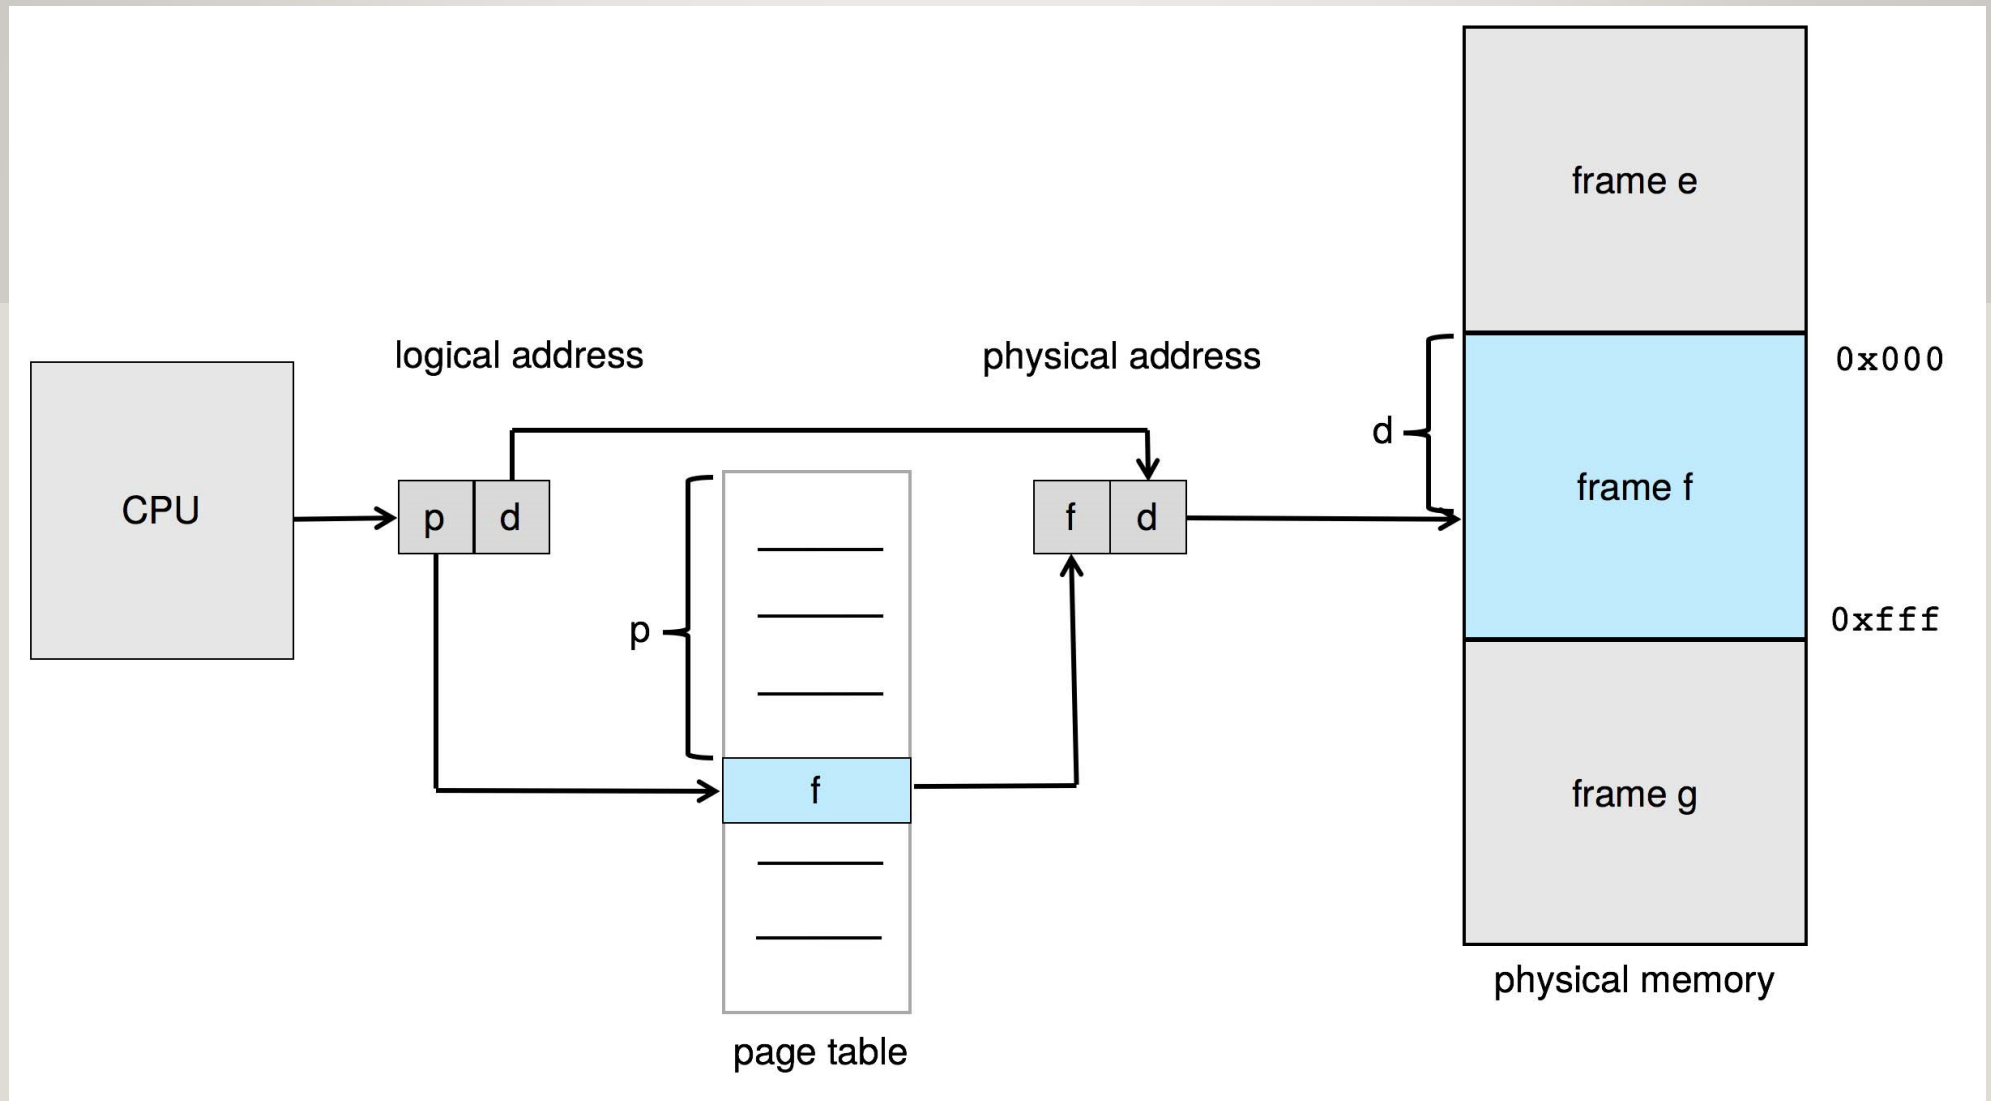 frame e
logical address
physical address
0x000
d
CPU
p
d
f
d
frame f
p
0xfff
f
frame g
physical memory
page table